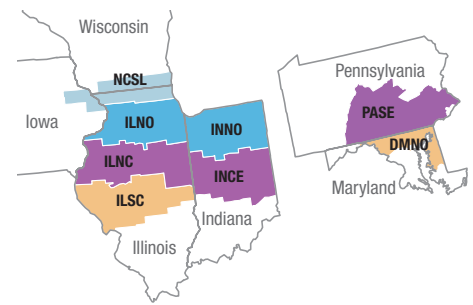 Wisconsin
NCSL
Iowa
ILNO
INNO
ILNC
INCE
ILSC
Indiana
Illinois
Pennsylvania
PASE
DMNO
Maryland